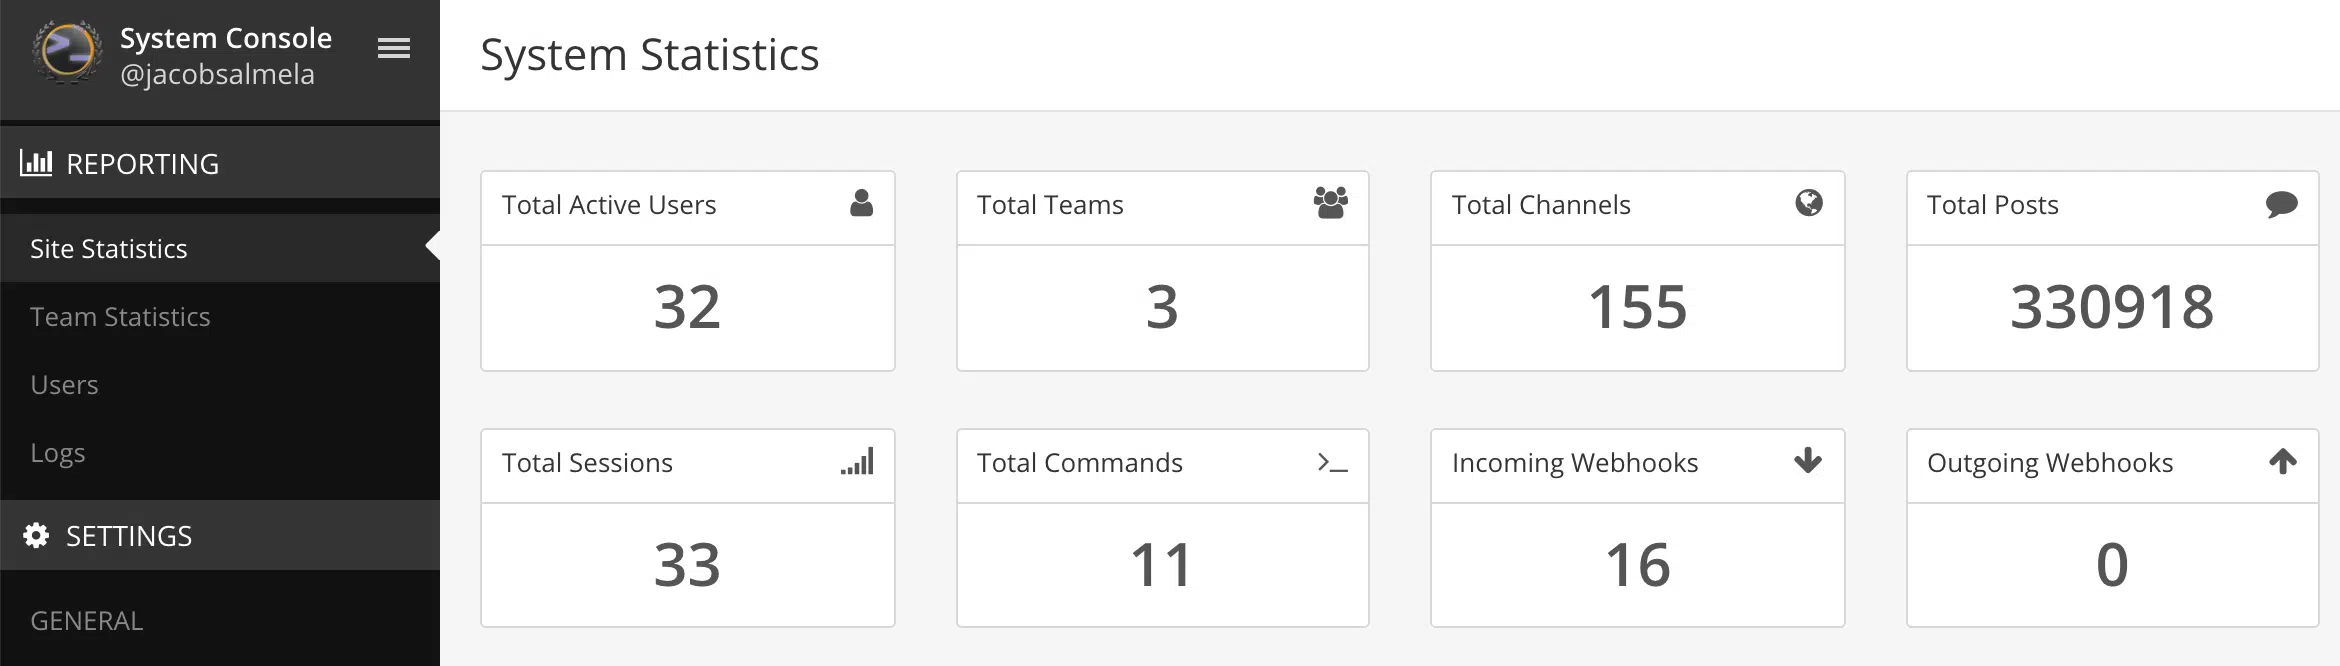 System Console
@jacobsalmela
REPORTING
Site Statistics
Team Statistics
Users
Logs
SETTINGS
GENERAL
System Statistics
Total Active Users
32
Total Teams
3
Total Channels
155
Total Posts
330918
Total Sessions
33
Total Commands
11
Incoming Webhooks
16
Outgoing Webhooks
0